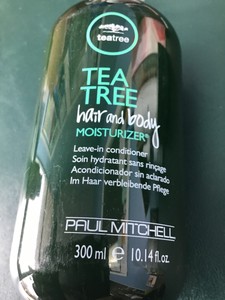 teatree
TEA
TREE
hair and body
MOISTURIZER®
Leave-in conditioner
Soin hydratant sans rinçage
Acondicionador sin aclarado
Im Haar verbleibende Pflege
PAUL MITCHELL
300 ml e 10.14 fl.oz.